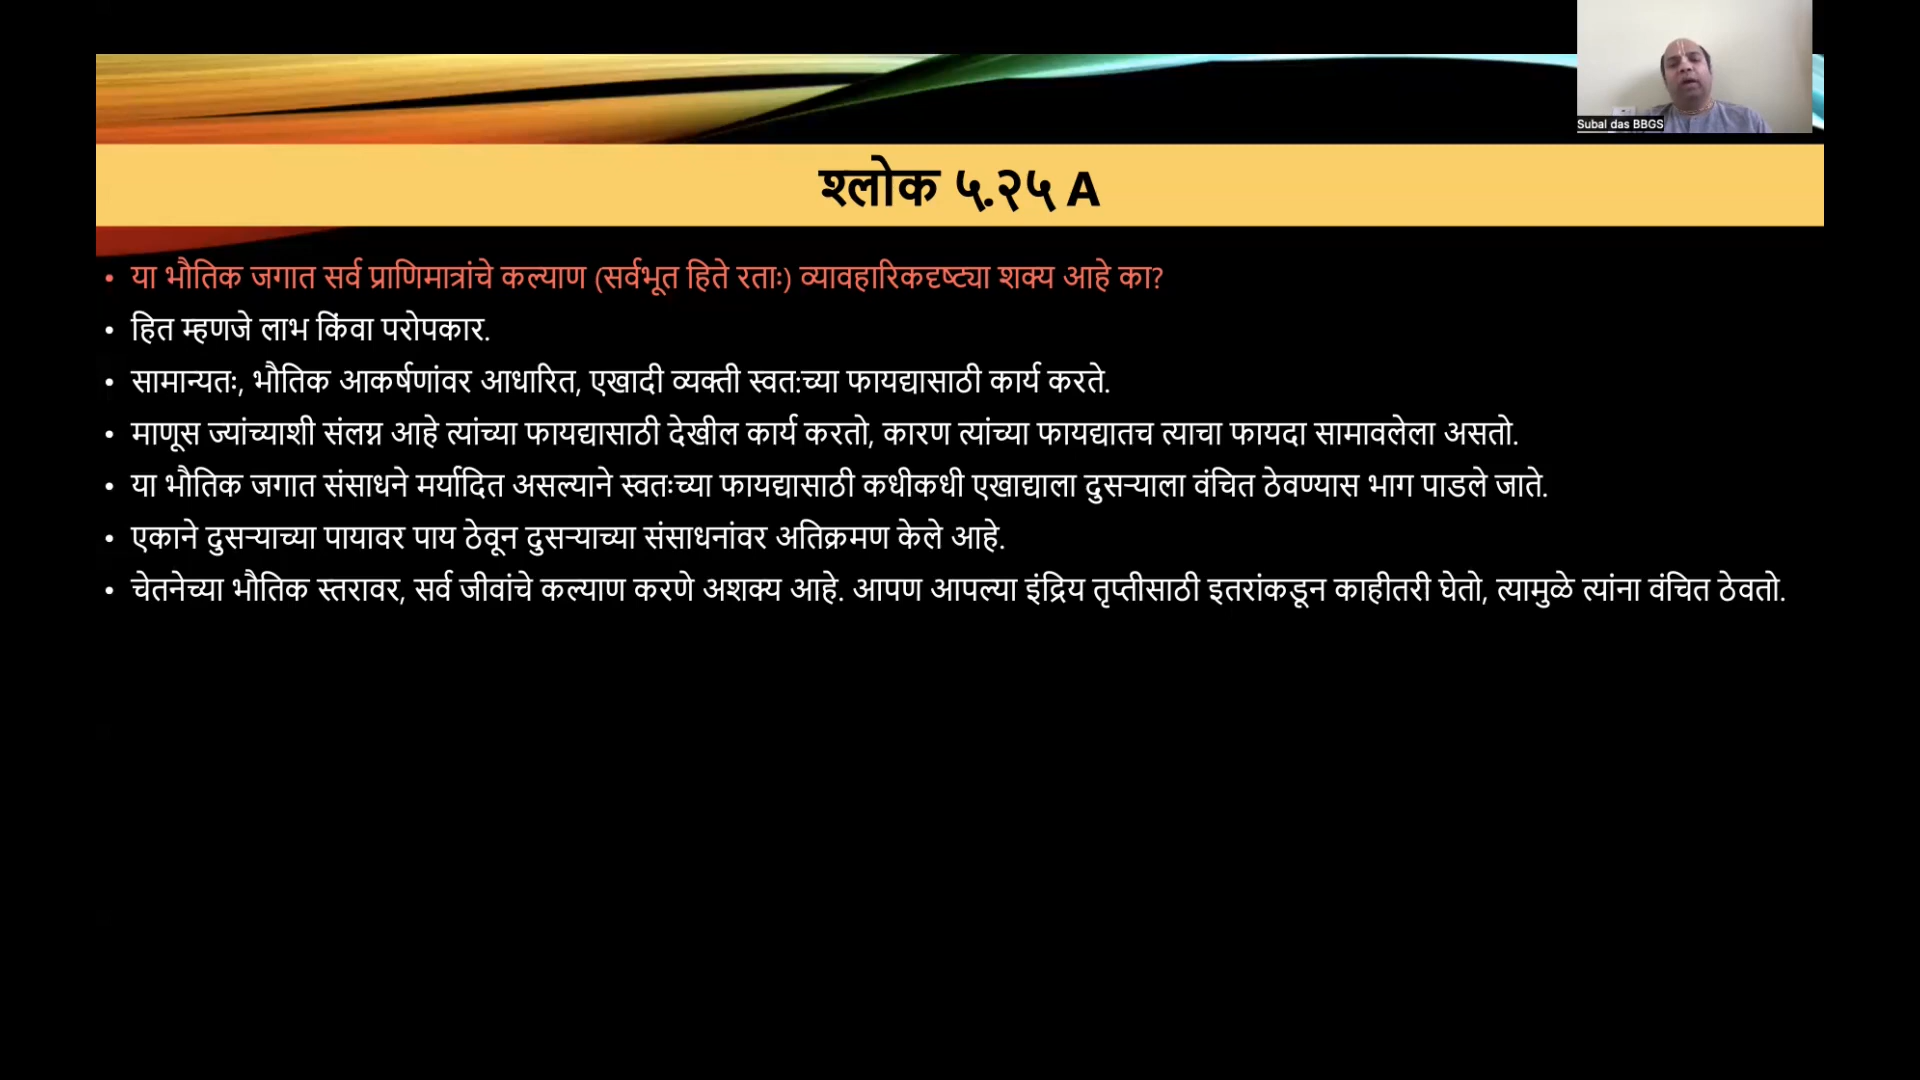 Subal das BBGS
श्लोक ५.२५ A
• या भौतिक जगात सर्व प्राणिमात्रांचे कल्याण (सर्वभूत हिते रताः) व्यावहारिकदृष्ट्या शक्य आहे का?
• हित म्हणजे लाभ किंवा परोपकार.
• सामान्यतः, भौतिक आकर्षणांवर आधारित, एखादी व्यक्ती स्वत:च्या फायद्यासाठी कार्य करते.
• माणूस ज्यांच्याशी संलग्न आहे त्यांच्या फायद्यासाठी देखील कार्य करतो, कारण त्यांच्या फायद्यातच त्याचा फायदा सामावलेला असतो.
• या भौतिक जगात संसाधने मर्यादित असल्याने स्वतःच्या फायद्यासाठी कधीकधी एखाद्याला दुसऱ्याला वंचित ठेवण्यास भाग पाडले जाते.
• एकाने दुसऱ्याच्या पायावर पाय ठेवून दुसऱ्याच्या संसाधनांवर अतिक्रमण केले आहे.
• चेतनेच्या भौतिक स्तरावर, सर्व जीवांचे कल्याण करणे अशक्य आहे. आपण आपल्या इंद्रिय तृप्तीसाठी इतरांकडून काहीतरी घेतो, त्यामुळे त्यांना वंचित ठेवतो.